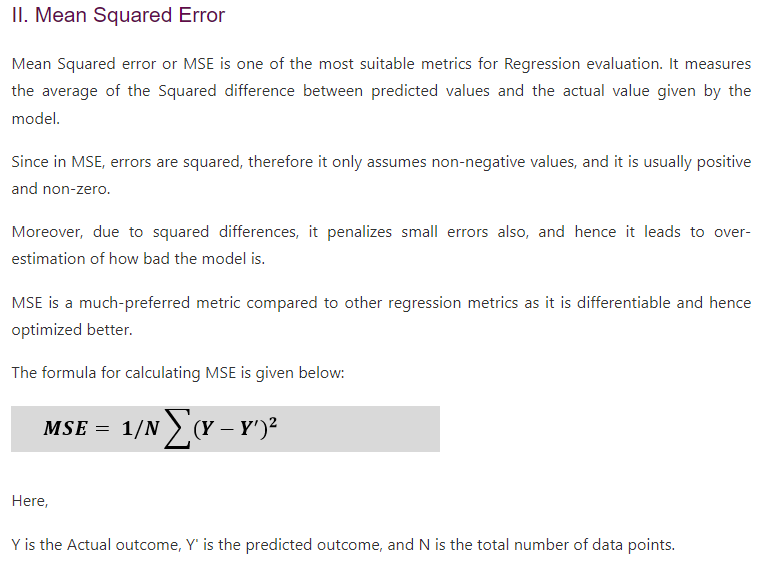 II. Mean Squared Error
Mean Squared error or MSE is one of the most suitable metrics for Regression evaluation. It measures
the average of the Squared difference between predicted values and the actual value given by the
model.
Since in MSE, errors are squared, therefore it only assumes non-negative values, and it is usually positive
and non-zero.
Moreover, due to squared differences, it penalizes small errors also, and hence it leads to over-
estimation of how bad the model is.
MSE is a much-preferred metric compared to other regression metrics as it is differentiable and hence
optimized better.
The formula for calculating MSE is given below:
MSE = 1/N ∑(Y – Y')²
Here,
Y is the Actual outcome, Y' is the predicted outcome, and N is the total number of data points.